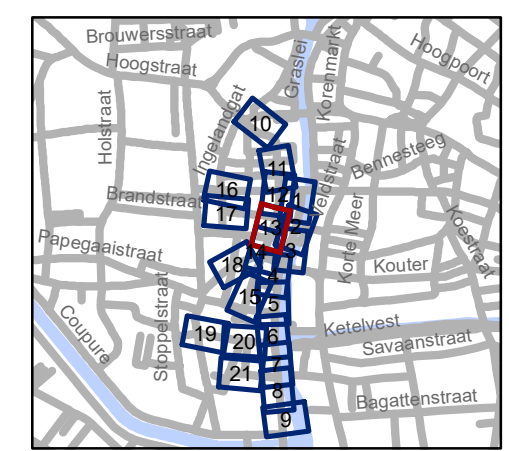 Brouwersstraat
Hoogstraat
Graslei
Korenmarkt
Hoogpoort
Holstraat
Ingelandgat
10
Bennesteeg
11
Veldstraat
16
12
1
Brandstraat
17
13
2
Korte Meer
Koestraat
Papegaaistraat
14
3
18
4
Kouter
15
5
Coupure
Stoppelstraat
19
20
6
Ketelvest
Savaanstraat
21
7
8
Bagattenstraat
9